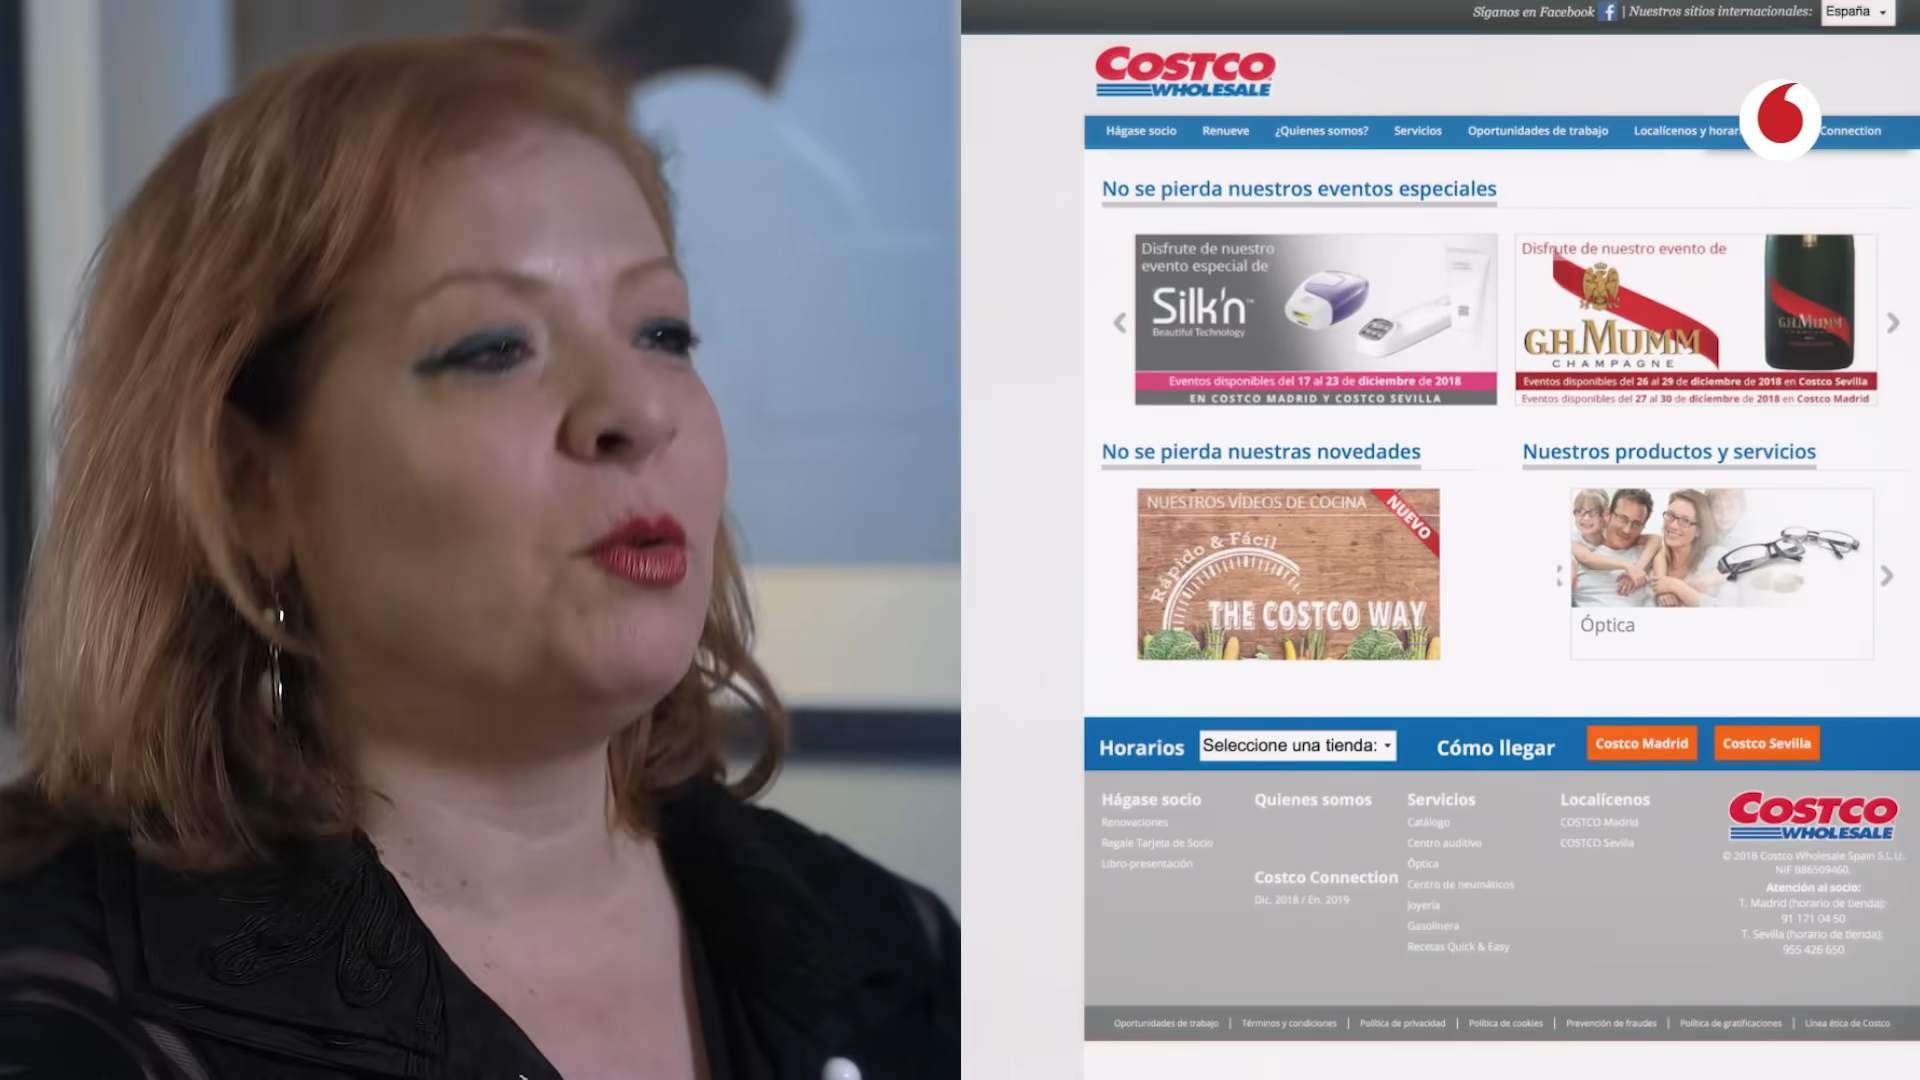 Síganos en Facebook f | Nuestros sitios internacionales: España
COSTCO
WHOLESALE
Hágase socio Renueve ¿Quienes somos? Servicios Oportunidades de trabajo Localícenos y horar Connection
No se pierda nuestros eventos especiales
Disfrute de nuestro
evento especial de
Silk'n™
Beautiful Technology
Eventos disponibles del 17 al 23 de diciembre de 2018
EN COSTCO MADRID Y COSTCO SEVILLA
Disfrute de nuestro evento de
G.H.MUMM
CHAMPAGNE
G.H.MUMM
Eventos disponibles del 26 al 29 de diciembre de 2018 en Costco Sevilla
Eventos disponibles del 27 al 30 de diciembre de 2018 en Costco Madrid
No se pierda nuestras novedades
Nuestros productos y servicios
NUESTROS VÍDEOS DE COCINA
NUEVO
Rápido & Fácil
THE COSTCO WAY
Óptica
Horarios Seleccione una tienda: Cómo llegar Costco Madrid Costco Sevilla
Hágase socio
Renovaciones
Regale Tarjeta de Socio
Libro-presentación
Quienes somos
Costco Connection
Dic. 2018 / En. 2019
Servicios
Catálogo
Centro auditivo
Óptica
Centro de neumáticos
Joyería
Gasolinera
Recetas Quick & Easy
Localícenos
COSTCO Madrid
COSTCO Sevilla
COSTCO
WHOLESALE
© 2018 Costco Wholesale Spain S.L.U.
NIF B86509460.
Atención al socio:
T. Madrid (horario de tienda):
91 171 04 50
T. Sevilla (horario de tienda):
955 426 650
Oportunidades de trabajo | Términos y condiciones | Política de privacidad | Política de cookies | Prevención de fraudes | Política de gratificaciones | Línea ética de Costco